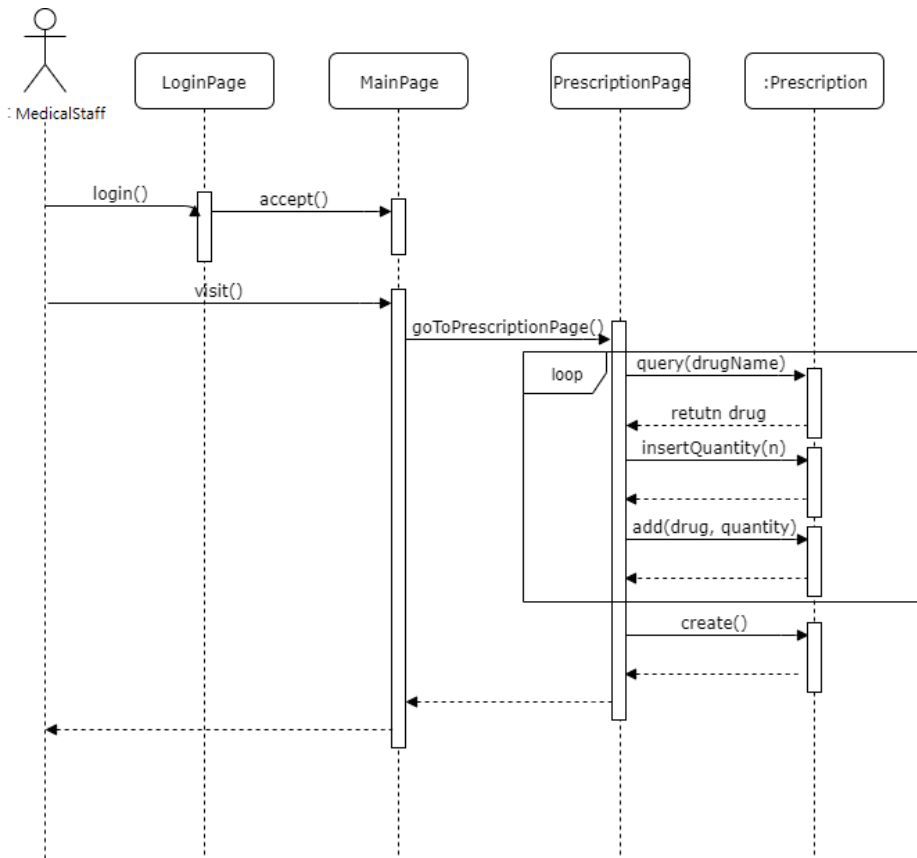 : MedicalStaff
LoginPage
MainPage
PrescriptionPage
:Prescription
login()
accept()
visit()
goToPrescriptionPage()
loop
query(drugName)
retutn drug
insertQuantity(n)
add(drug, quantity)
create()